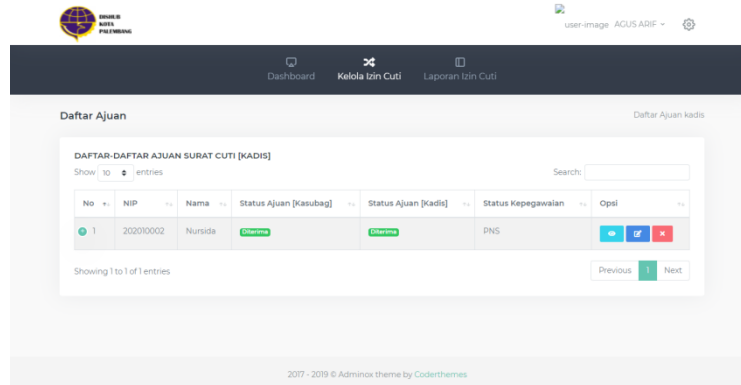 DISHUB
KOTA
PALEMBANG
user-image AGUS ARIF
Dashboard Kelola Izin Cuti Laporan Izin Cuti
Daftar Ajuan
Daftar Ajuan kadis
DAFTAR-DAFTAR AJUAN SURAT CUTI [KADIS]
Show 10 entries
Search:
No NIP Nama Status Ajuan [Kasubag] Status Ajuan [Kadis] Status Kepegawaian Opsi
1 202010002 Nursida Diterima Diterima PNS
Showing 1 to 1 of 1 entries
Previous 1 Next
2017 - 2019 © Adminox theme by Coderthemes